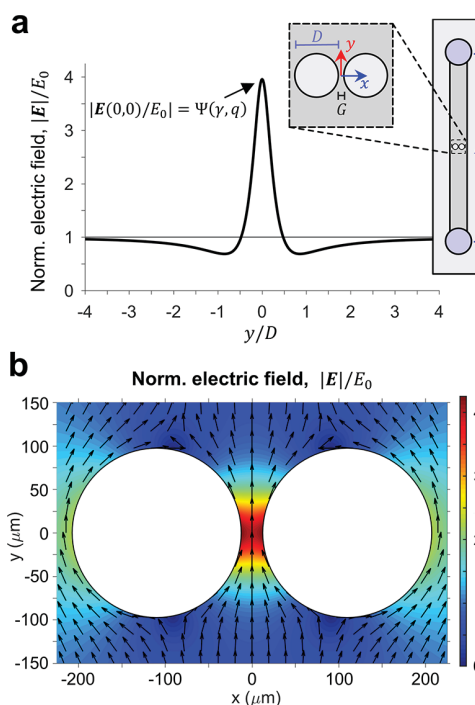 a
Norm. electric field, |E|/E₀
4
3
2
1
0
|E(0,0)/E₀| = Ψ(γ, q)
D
y
x
G
-4
-3
-2
-1
0
1
2
3
4
y/D
b
Norm. electric field, |E|/E₀
150
100
50
0
-50
-100
-150
y (μm)
-200
-100
0
100
200
x (μm)